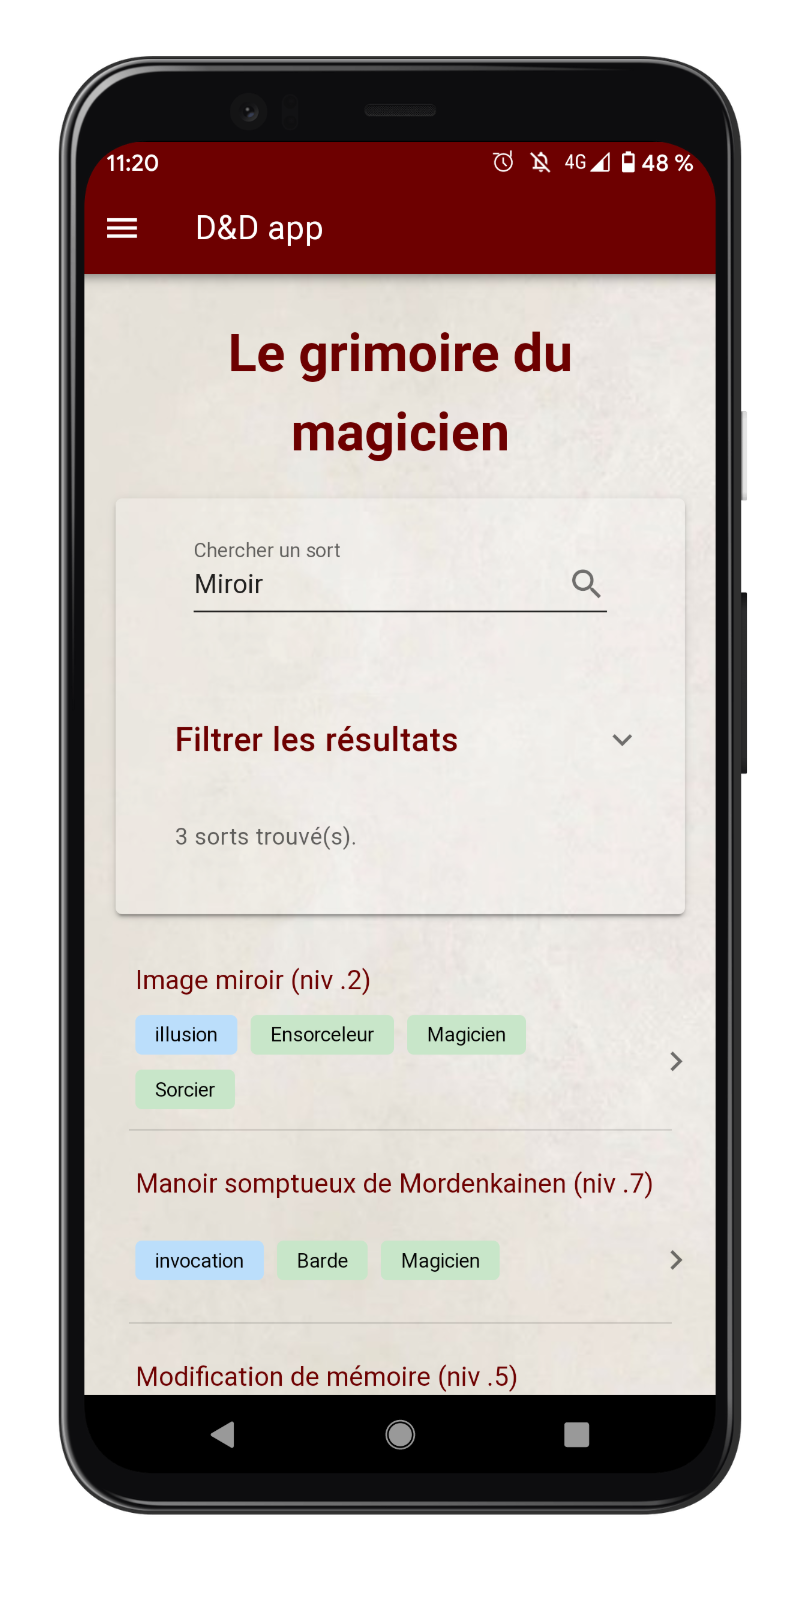 11:20 4G 48 %
D&D app
Le grimoire du
magicien
Chercher un sort
Miroir
Filtrer les résultats
3 sorts trouvé(s).
Image miroir (niv .2)
illusion Ensorceleur Magicien
Sorcier
Manoir somptueux de Mordenkainen (niv .7)
invocation Barde Magicien
Modification de mémoire (niv .5)